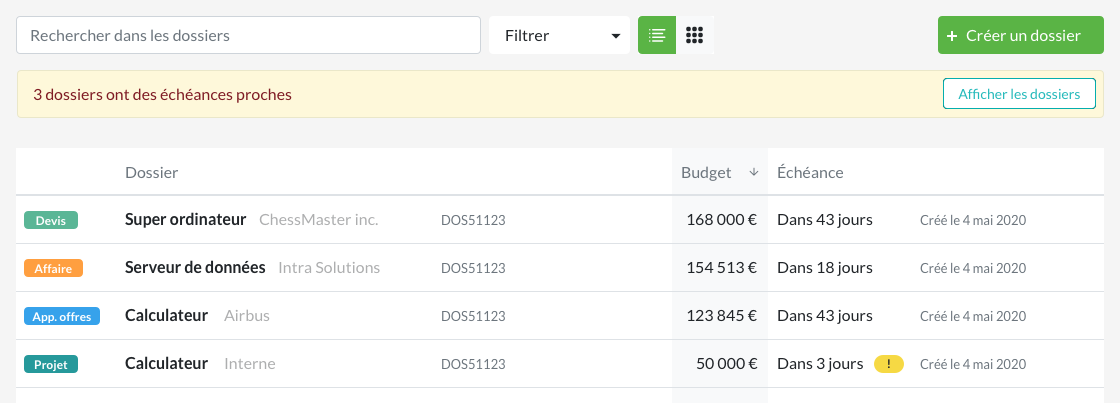 Rechercher dans les dossiers Filtrer + Créer un dossier
3 dossiers ont des échéances proches Afficher les dossiers
Dossier Budget ↓ Échéance
Devis Super ordinateur ChessMaster inc. DOS51123 168 000 € Dans 43 jours Créé le 4 mai 2020
Affaire Serveur de données Intra Solutions DOS51123 154 513 € Dans 18 jours Créé le 4 mai 2020
App. offres Calculateur Airbus DOS51123 123 845 € Dans 43 jours Créé le 4 mai 2020
Projet Calculateur Interne DOS51123 50 000 € Dans 3 jours ! Créé le 4 mai 2020